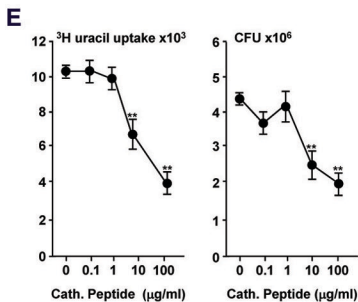 E
³H uracil uptake x10³
12
10
8
6
4
2
0
**
**
0 0.1 1 10 100
Cath. Peptide (μg/ml)
CFU x10⁶
6
5
4
3
2
1
0
**
**
0 0.1 1 10 100
Cath. Peptide (μg/ml)